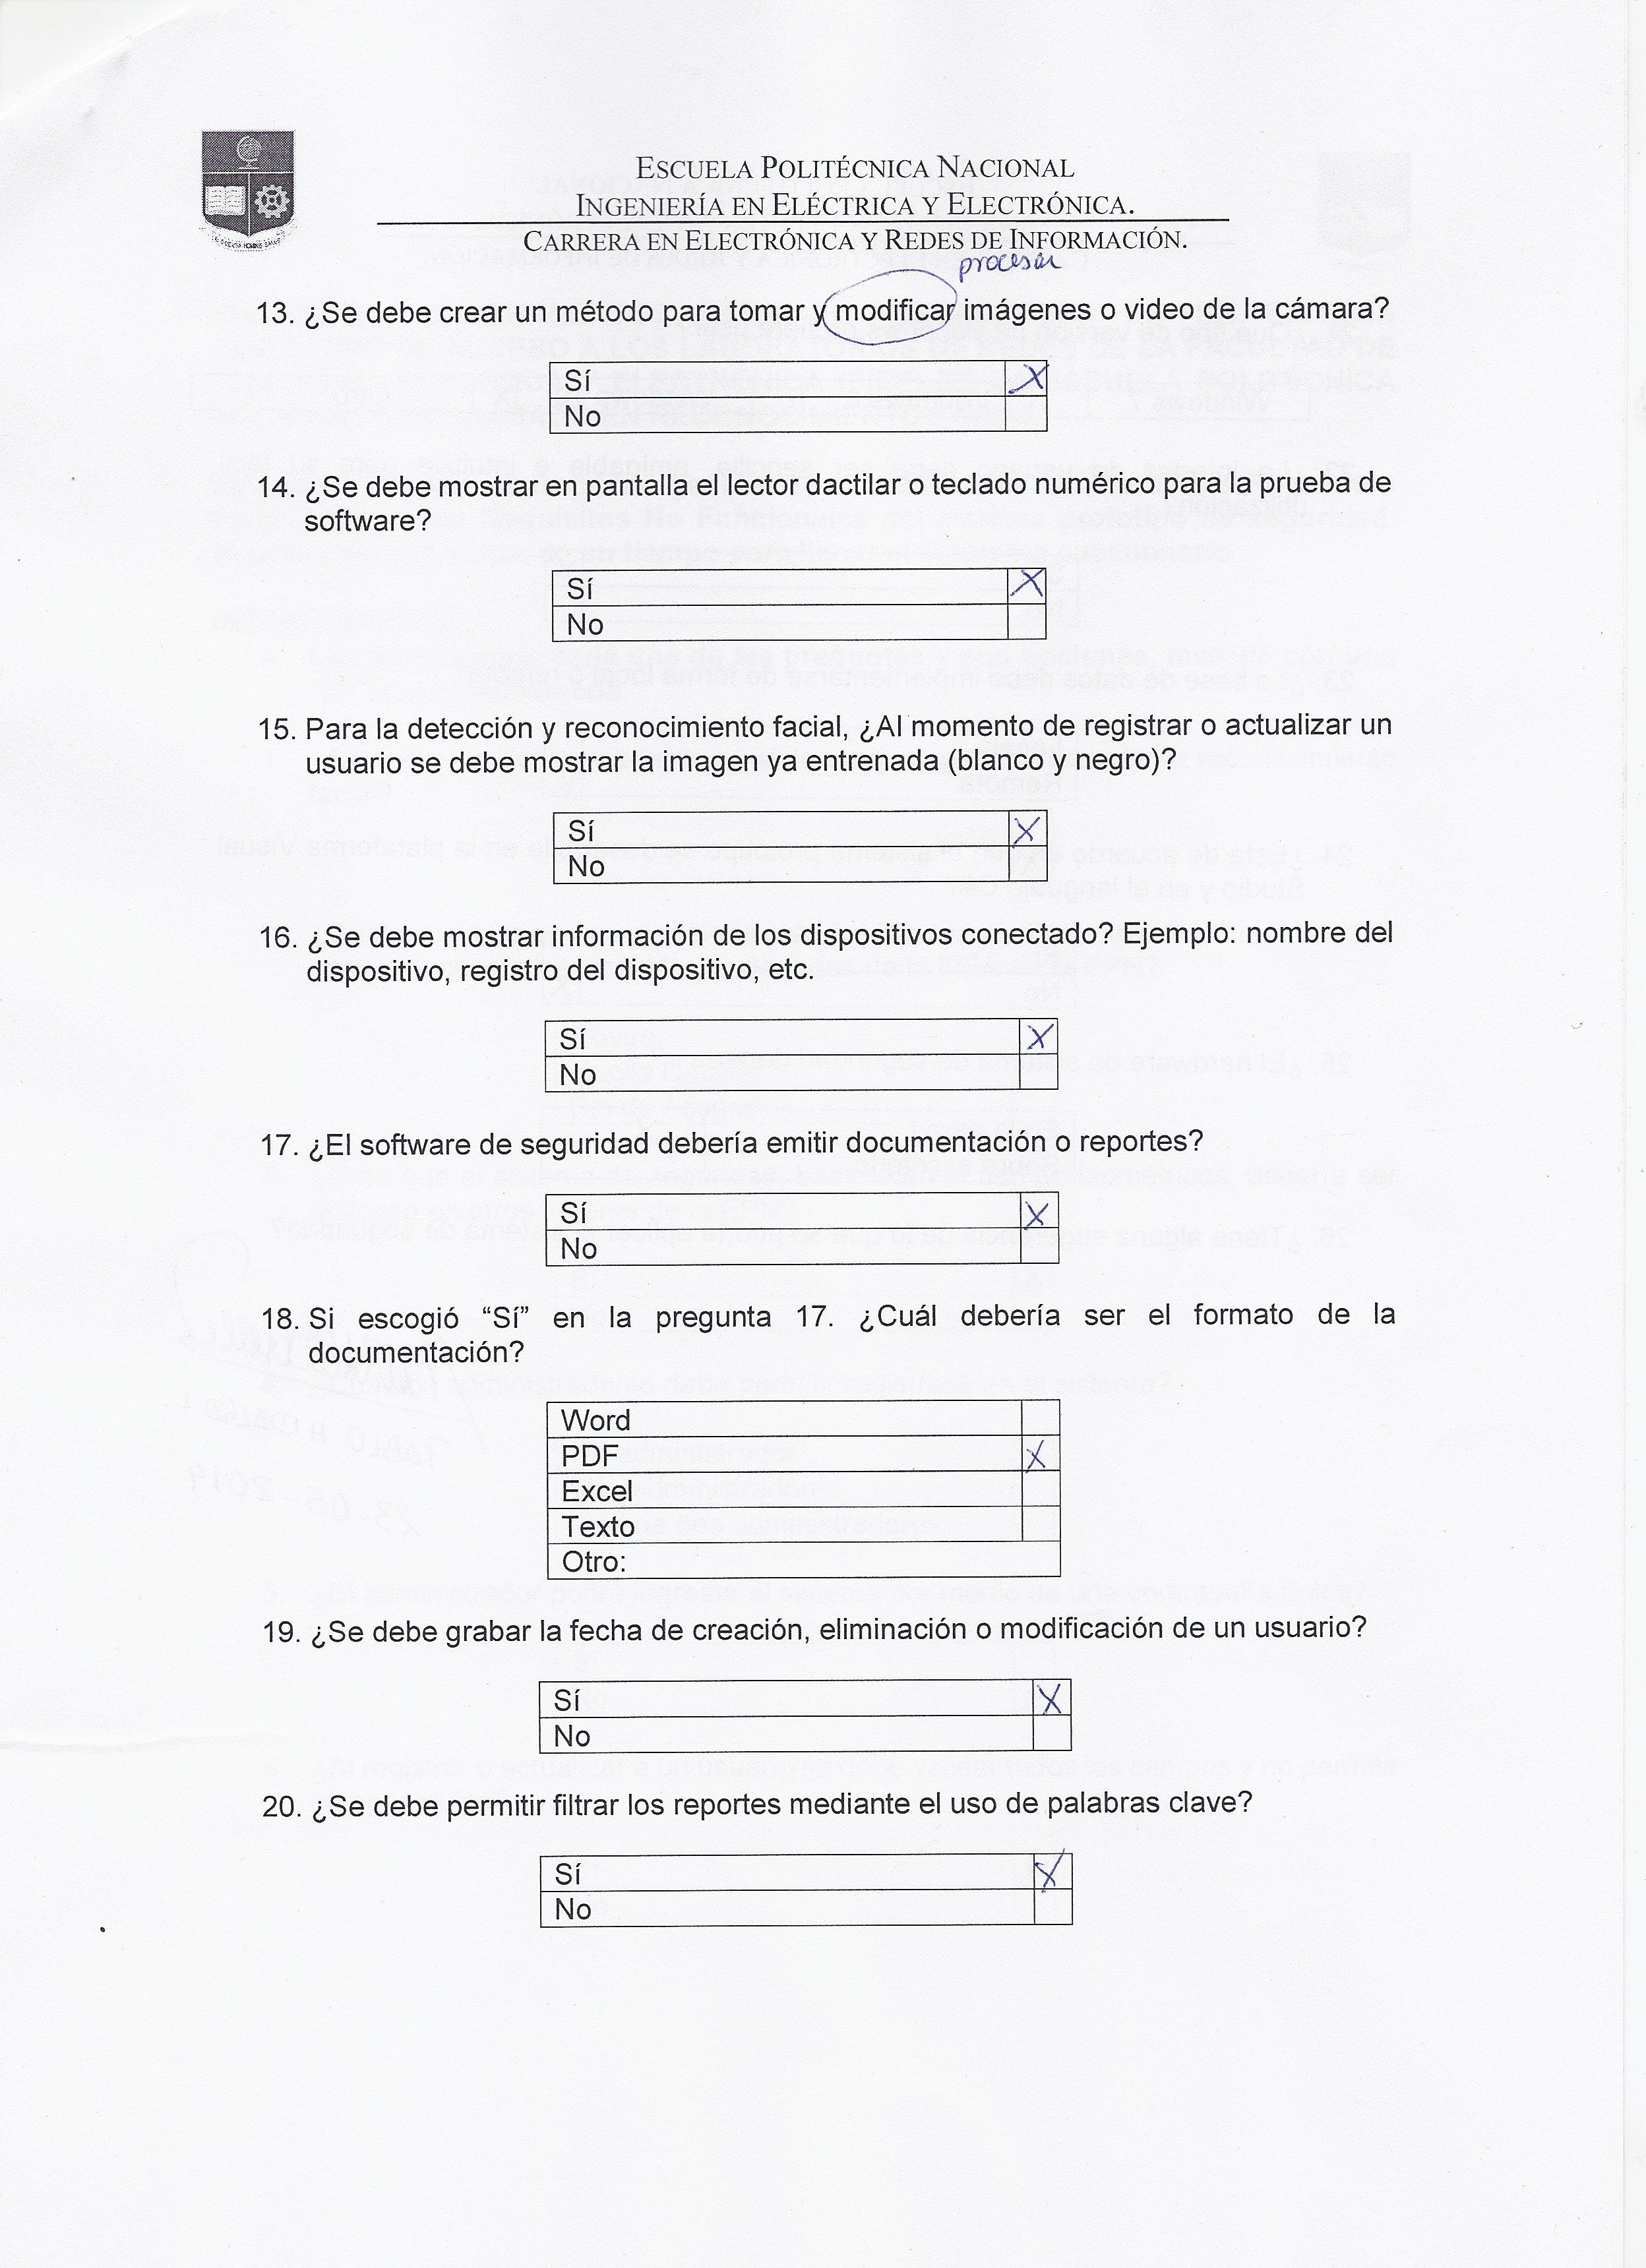 ESCUELA POLITÉCNICA NACIONAL
INGENIERÍA EN ELÉCTRICA Y ELECTRÓNICA.
CARRERA EN ELECTRÓNICA Y REDES DE INFORMACIÓN.
procesar
13. ¿Se debe crear un método para tomar y modificar imágenes o video de la cámara?
Sí X
No
14. ¿Se debe mostrar en pantalla el lector dactilar o teclado numérico para la prueba de
software?
Sí X
No
15. Para la detección y reconocimiento facial, ¿Al momento de registrar o actualizar un
usuario se debe mostrar la imagen ya entrenada (blanco y negro)?
Sí X
No
16. ¿Se debe mostrar información de los dispositivos conectado? Ejemplo: nombre del
dispositivo, registro del dispositivo, etc.
Sí X
No
17. ¿El software de seguridad debería emitir documentación o reportes?
Sí X
No
18. Si escogió “Sí” en la pregunta 17. ¿Cuál debería ser el formato de la
documentación?
Word
PDF X
Excel
Texto
Otro:
19. ¿Se debe grabar la fecha de creación, eliminación o modificación de un usuario?
Sí X
No
20. ¿Se debe permitir filtrar los reportes mediante el uso de palabras clave?
Sí X
No